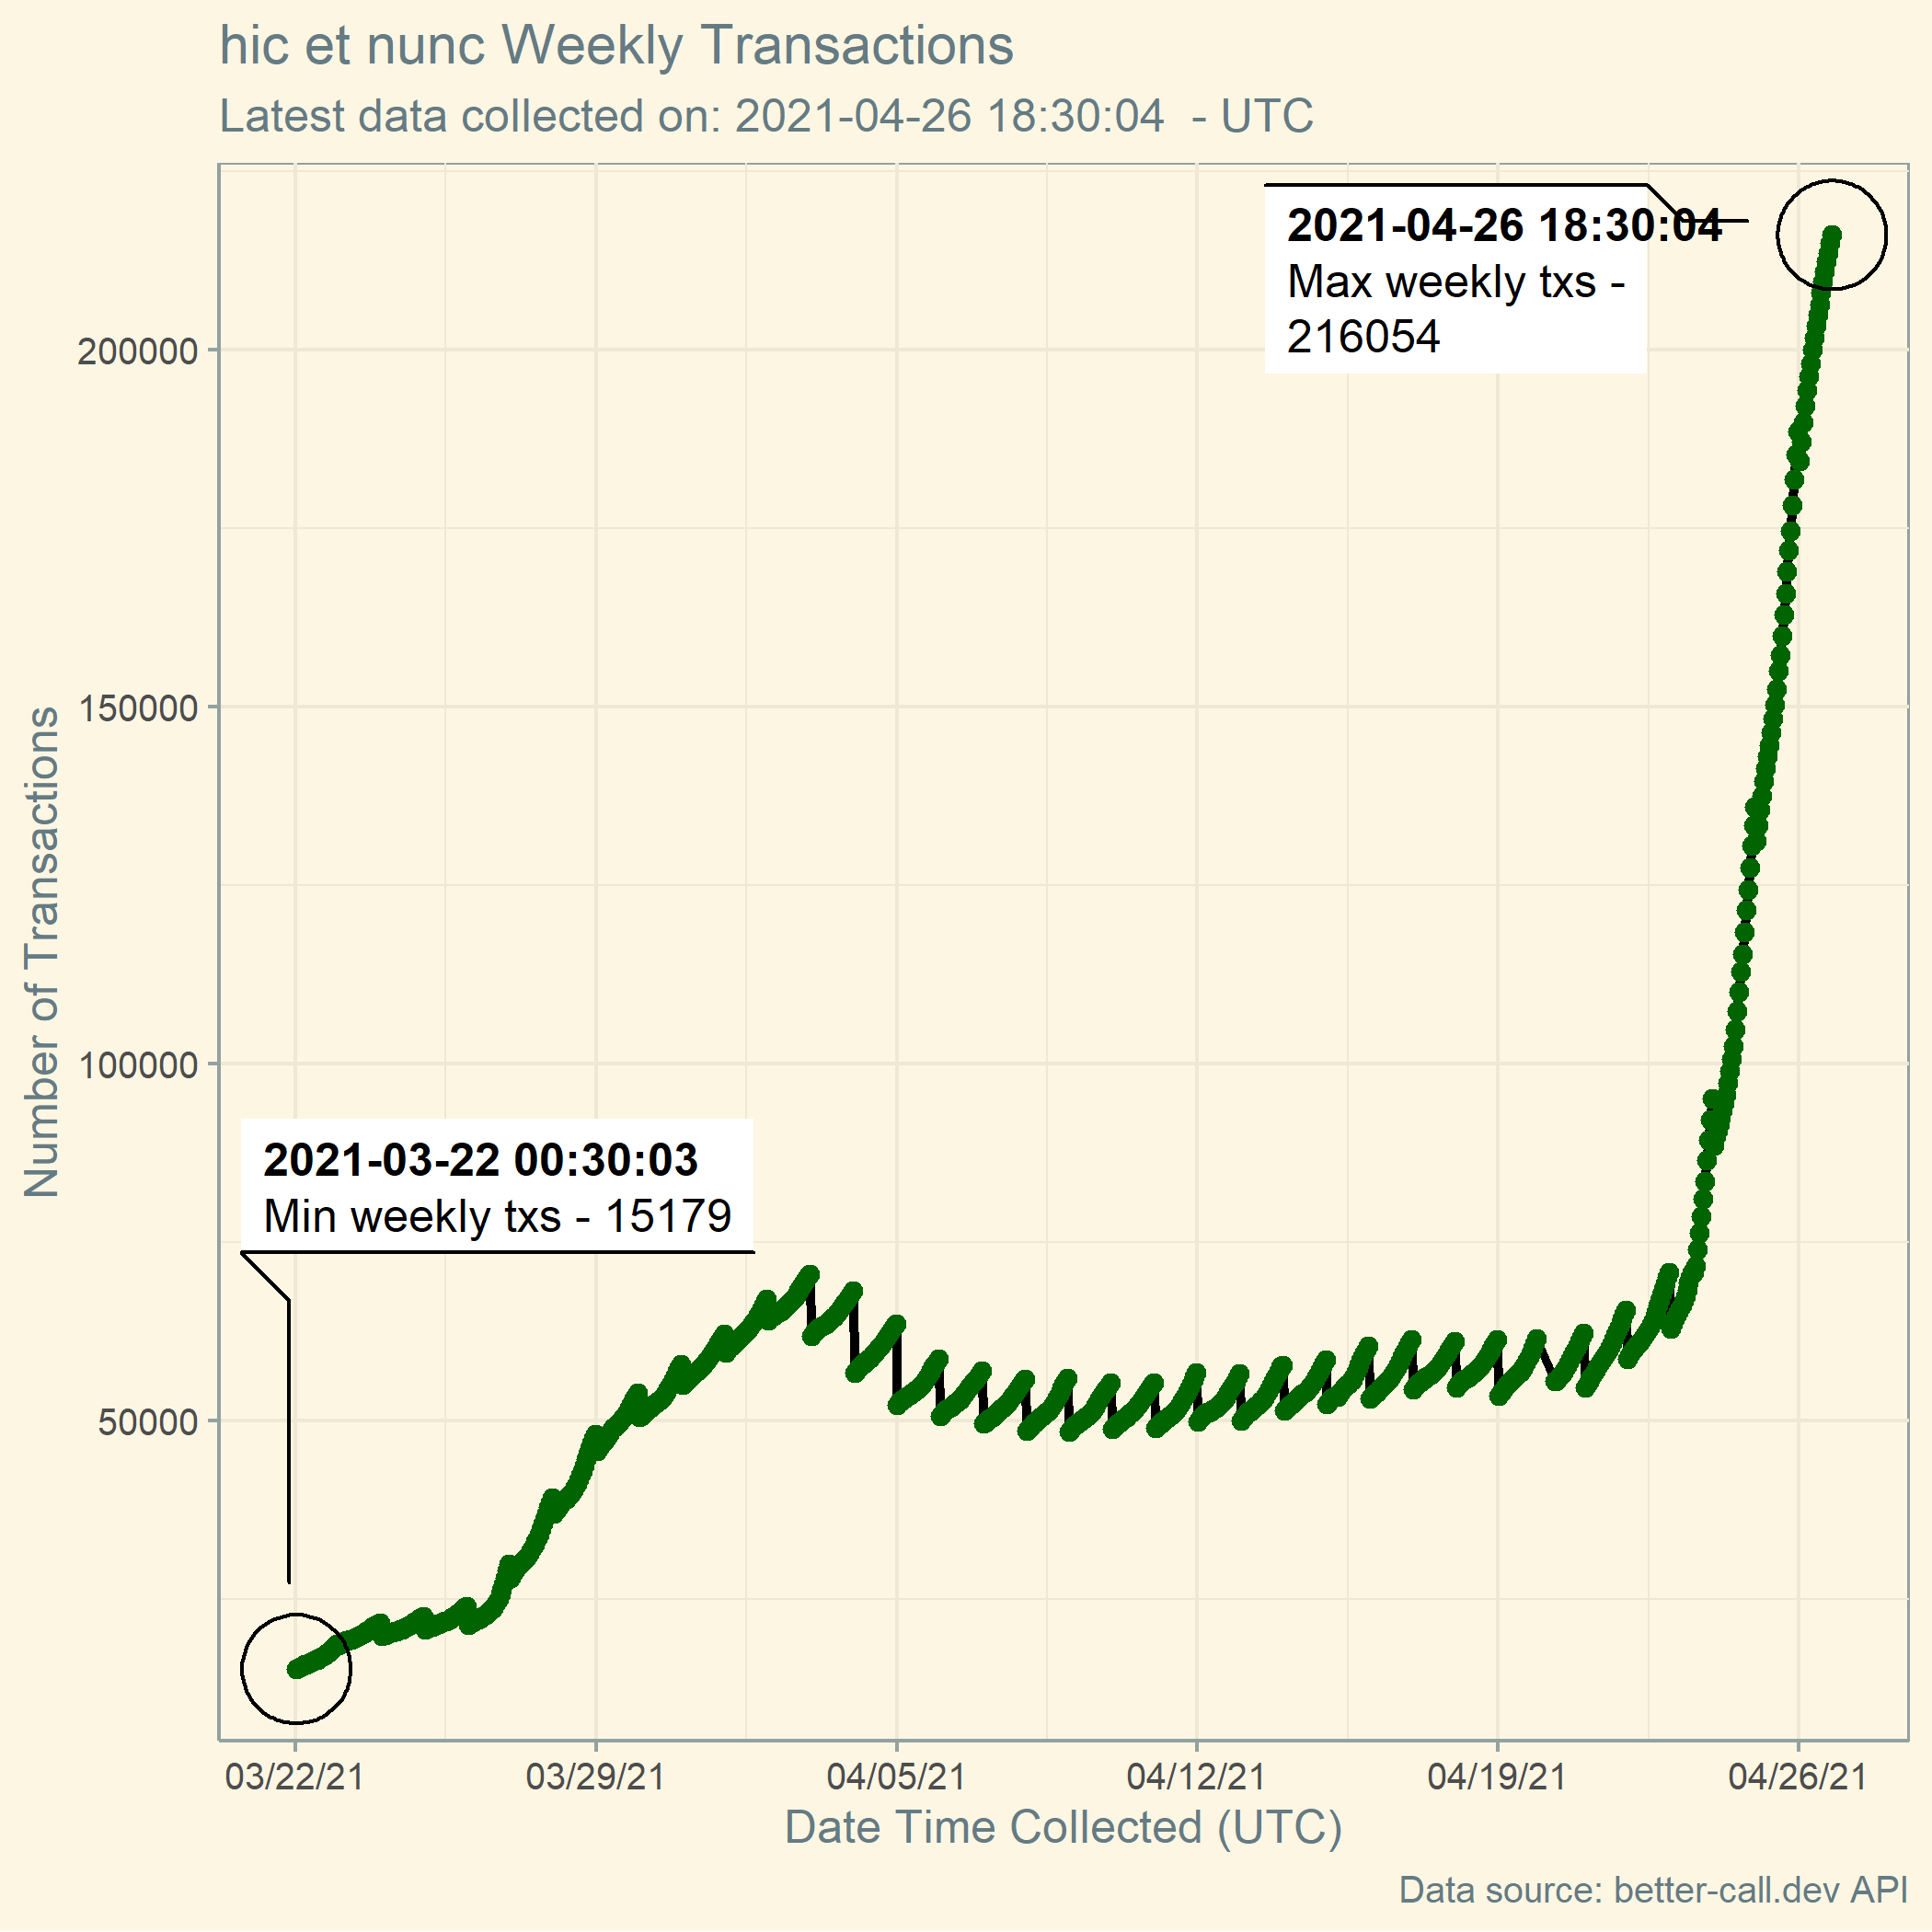 hic et nunc Weekly Transactions
Latest data collected on: 2021-04-26 18:30:04  - UTC
2021-04-26 18:30:04
Max weekly txs -
216054
200000
150000
100000
50000
Number of Transactions
2021-03-22 00:30:03
Min weekly txs - 15179
03/22/21 03/29/21 04/05/21 04/12/21 04/19/21 04/26/21
Date Time Collected (UTC)
Data source: better-call.dev API